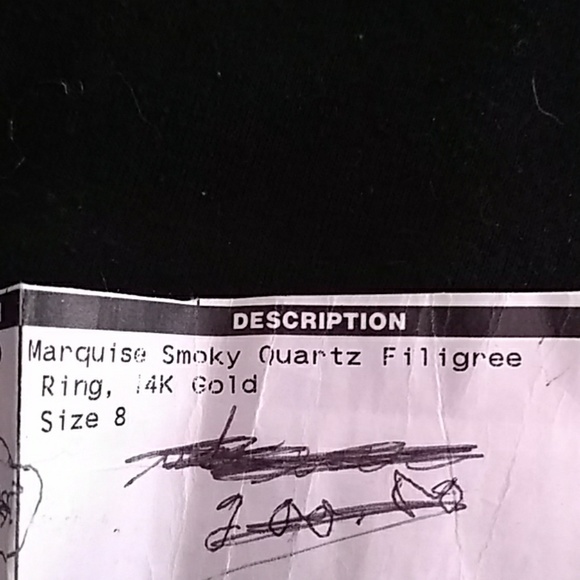 DESCRIPTION
Marquise Smoky Quartz Filigree
Ring, 14K Gold
Size 8